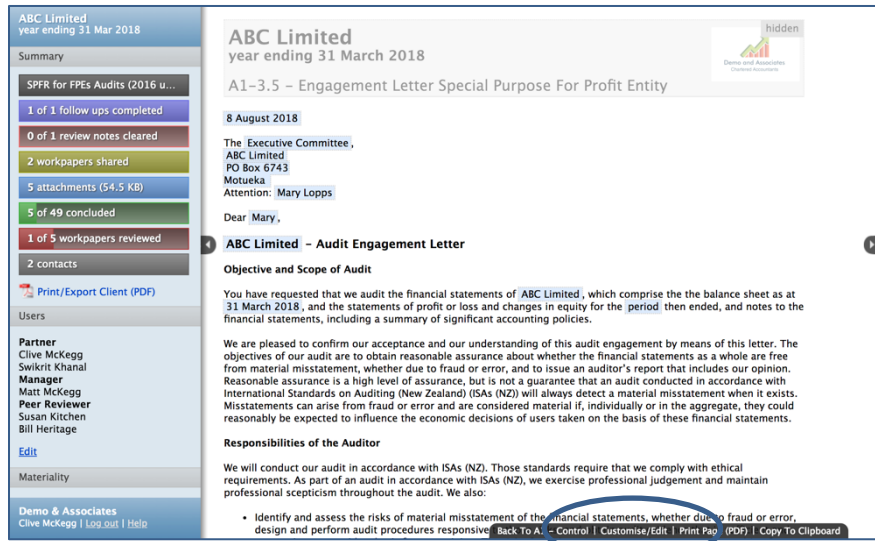 ABC Limited
year ending 31 Mar 2018
Summary
SPFR for FPEs Audits (2016 u...
1 of 1 follow ups completed
0 of 1 review notes cleared
2 workpapers shared
5 attachments (54.5 KB)
5 of 49 concluded
1 of 5 workpapers reviewed
2 contacts
Print/Export Client (PDF)
Users
Partner
Clive McKegg
Swikrit Khanal
Manager
Matt McKegg
Peer Reviewer
Susan Kitchen
Bill Heritage
Edit
Materiality
Demo & Associates
Clive McKegg | Log out | Help
ABC Limited
year ending 31 March 2018
A1-3.5 - Engagement Letter Special Purpose For Profit Entity
hidden
Demo and Associates
Chartered Accountants
8 August 2018
The Executive Committee,
ABC Limited
PO Box 6743
Motueka
Attention: Mary Lopps
Dear Mary,
ABC Limited – Audit Engagement Letter
Objective and Scope of Audit
You have requested that we audit the financial statements of ABC Limited, which comprise the the balance sheet as at
31 March 2018, and the statements of profit or loss and changes in equity for the period then ended, and notes to the
financial statements, including a summary of significant accounting policies.
We are pleased to confirm our acceptance and our understanding of this audit engagement by means of this letter. The
objectives of our audit are to obtain reasonable assurance about whether the financial statements as a whole are free
from material misstatement, whether due to fraud or error, and to issue an auditor's report that includes our opinion.
Reasonable assurance is a high level of assurance, but is not a guarantee that an audit conducted in accordance with
International Standards on Auditing (New Zealand) (ISAs (NZ)) will always detect a material misstatement when it exists.
Misstatements can arise from fraud or error and are considered material if, individually or in the aggregate, they could
reasonably be expected to influence the economic decisions of users taken on the basis of these financial statements.
Responsibilities of the Auditor
We will conduct our audit in accordance with ISAs (NZ). Those standards require that we comply with ethical
requirements. As part of an audit in accordance with ISAs (NZ), we exercise professional judgement and maintain
professional scepticism throughout the audit. We also:
• Identify and assess the risks of material misstatement of the financial statements, whether due to fraud or error,
design and perform audit procedures responsive
Back To A1 - Control | Customise/Edit | Print Page (PDF) | Copy To Clipboard